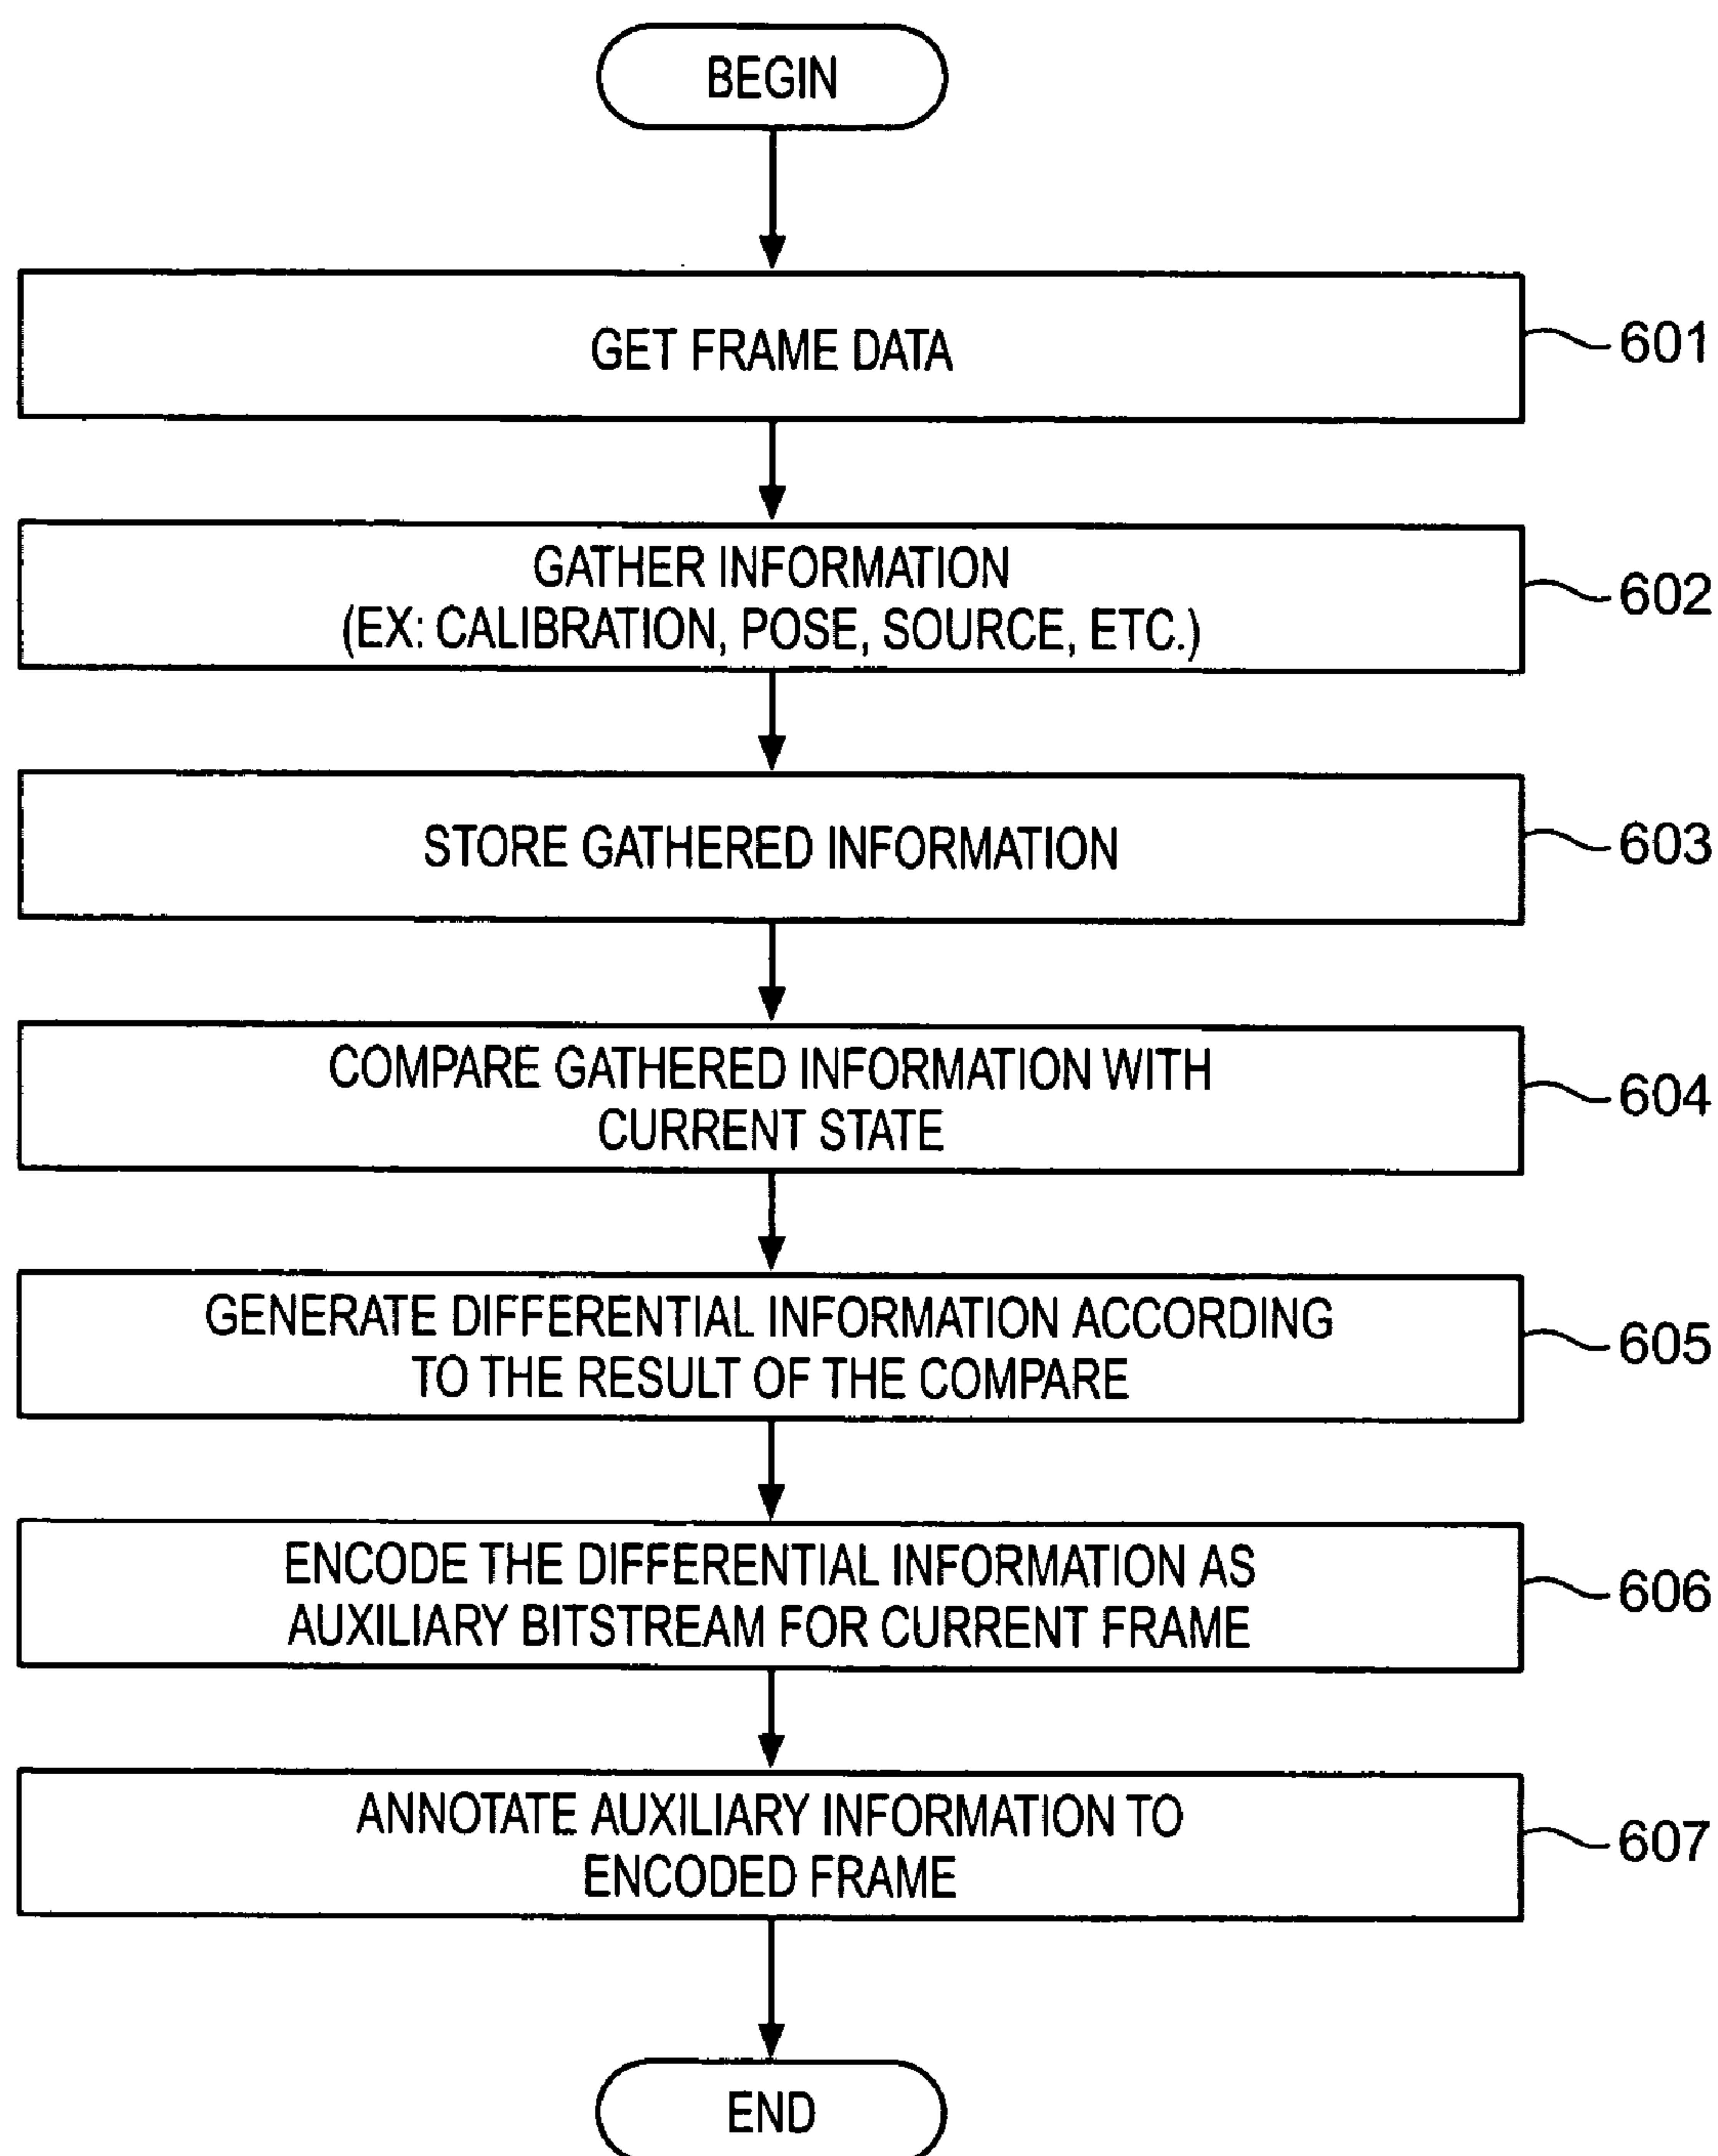 BEGIN
GET FRAME DATA
601
GATHER INFORMATION
(EX: CALIBRATION, POSE, SOURCE, ETC.)
602
STORE GATHERED INFORMATION
603
COMPARE GATHERED INFORMATION WITH
CURRENT STATE
604
GENERATE DIFFERENTIAL INFORMATION ACCORDING
TO THE RESULT OF THE COMPARE
605
ENCODE THE DIFFERENTIAL INFORMATION AS
AUXILIARY BITSTREAM FOR CURRENT FRAME
606
ANNOTATE AUXILIARY INFORMATION TO
ENCODED FRAME
607
END